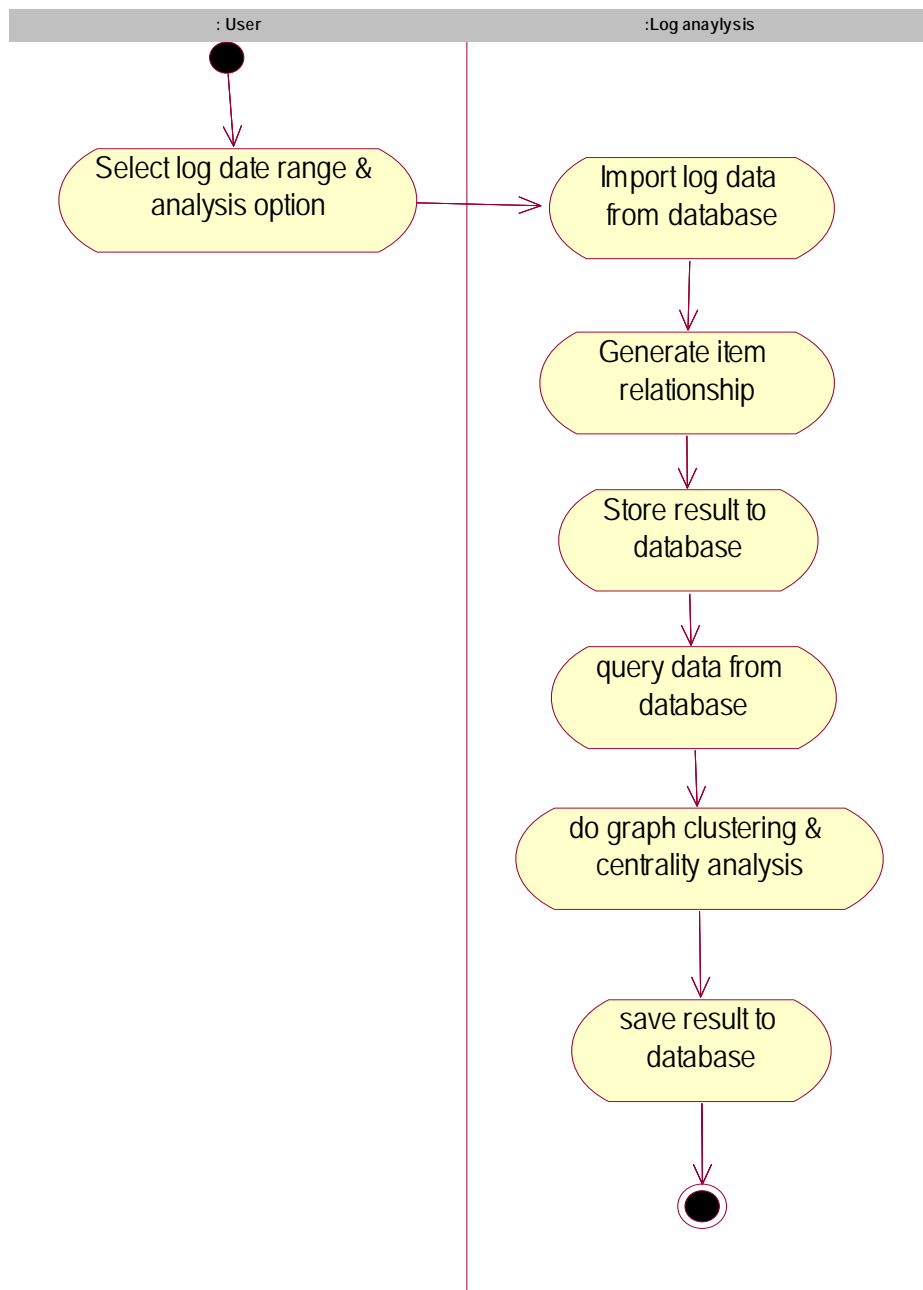 : User
:Log anaylysis
Select log date range &
analysis option
Import log data
from database
Generate item
relationship
Store result to
database
query data from
database
do graph clustering &
centrality analysis
save result to
database